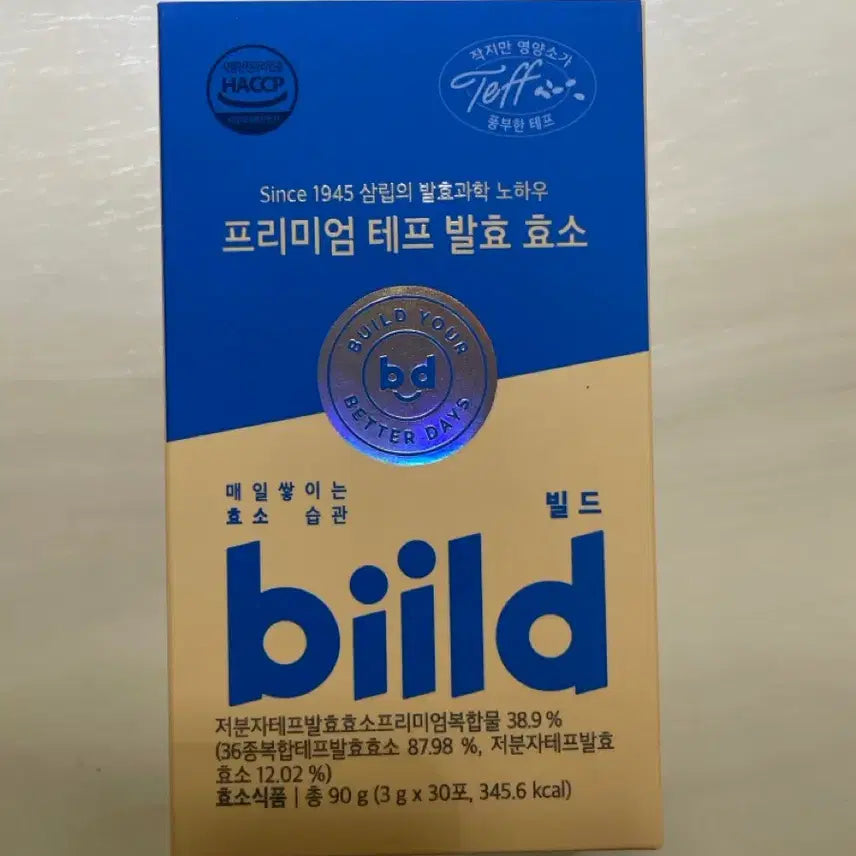 HACCP
작지만 영양소가
Teff
풍부한 테프
Since 1945 삼립의 발효과학 노하우
프리미엄 테프 발효 효소
BUILD YOUR
bd
BETTER DAYS
매일쌓이는
효소 습관
빌드
biild
저분자테프발효효소프리미엄복합물 38.9 %
(36종복합테프발효효소 87.98 %, 저분자테프발효
효소 12.02 %)
효소식품 | 총 90 g (3 g x 30포, 345.6 kcal)